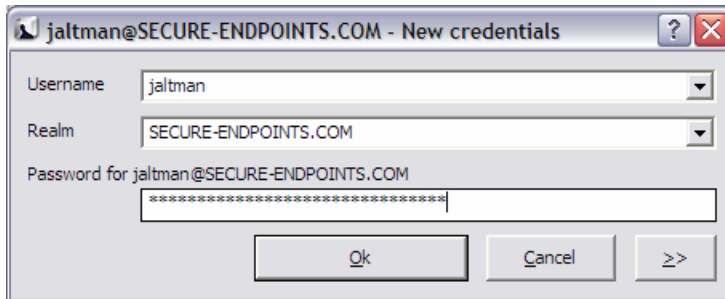 jaltman@SECURE-ENDPOINTS.COM - New credentials
Username jaltman
Realm SECURE-ENDPOINTS.COM
Password for jaltman@SECURE-ENDPOINTS.COM
*******************************
Ok Cancel >>